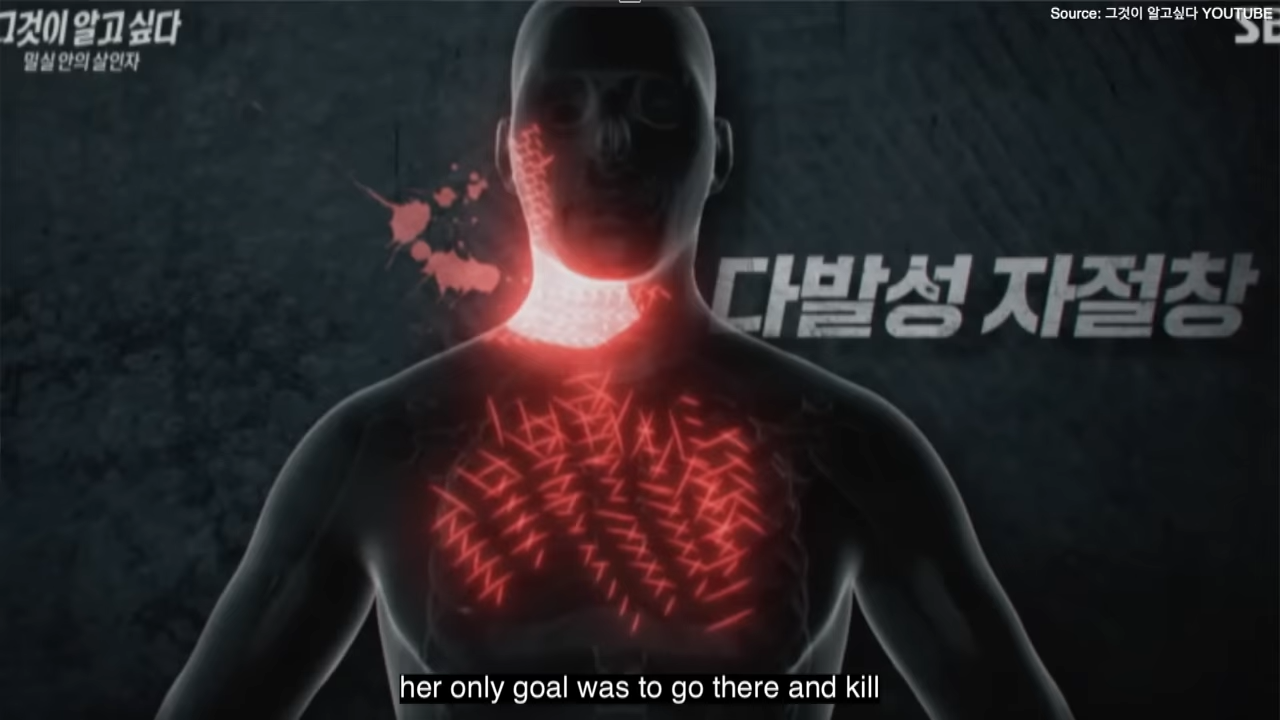 그것이 알고싶다
밀실 안의 살인자
Source: 그것이 알고싶다 YOUTUBE
다발성 자절창
her only goal was to go there and kill